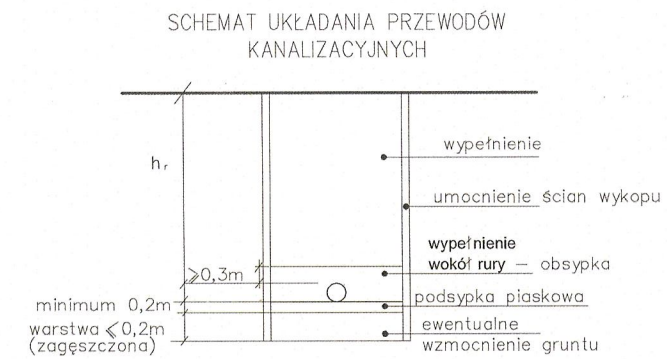 SCHEMAT UKŁADANIA PRZEWODÓW
KANALIZACYJNYCH
wypełnienie
hᵣ
umocnienie ścian wykopu
wypełnienie
wokół rury – obsypka
⩾0,3m
podsypka piaskowa
minimum 0,2m
ewentualne
wzmocnienie gruntu
warstwa ⩽0,2m
(zagęszczona)